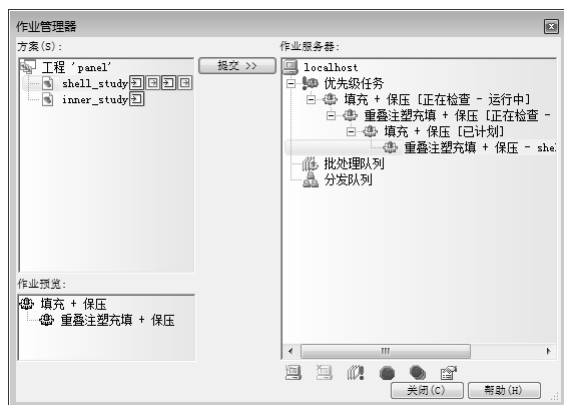 作业管理器
方案(S):
工程 'panel'
shell_study
inner_study
提交 >>
作业服务器:
localhost
优先级任务
填充 + 保压 [正在检查 - 运行中]
重叠注塑充填 + 保压 [正在检查 -
填充 + 保压 [已计划]
重叠注塑充填 + 保压 - she
批处理队列
分发队列
作业预览:
填充 + 保压
重叠注塑充填 + 保压
关闭(C)
帮助(H)